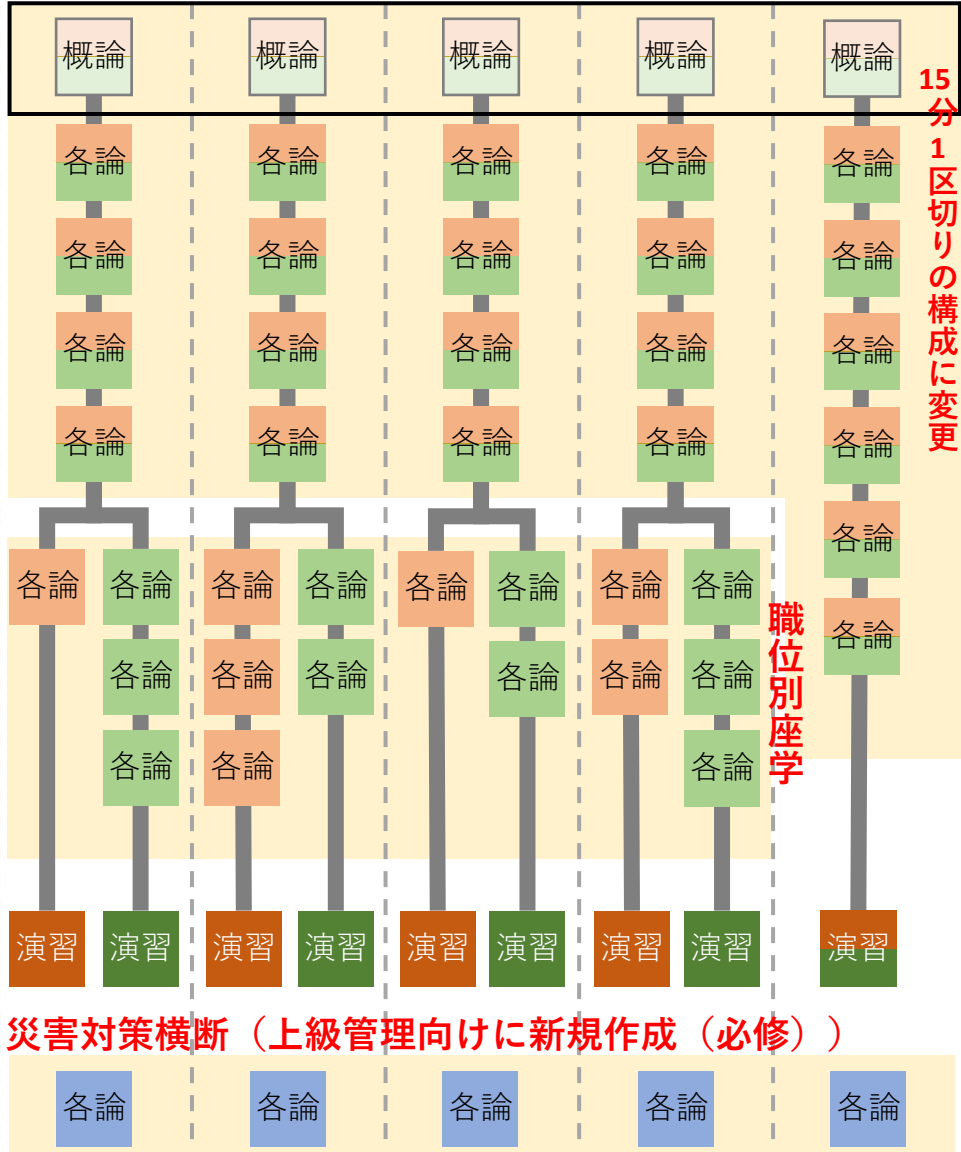 概論 概論 概論 概論 概論
15分1区切りの構成に変更
各論 各論 各論 各論 各論
各論 各論 各論 各論 各論
各論 各論 各論 各論 各論
各論 各論 各論 各論 各論
各論
各論 各論 各論 各論 各論 各論 各論 各論
職位別座学
各論 各論 各論 各論 各論 各論 各論
各論 各論 各論
演習 演習 演習 演習 演習 演習 演習 演習 演習
災害対策横断（上級管理向けに新規作成（必修））
各論 各論 各論 各論 各論